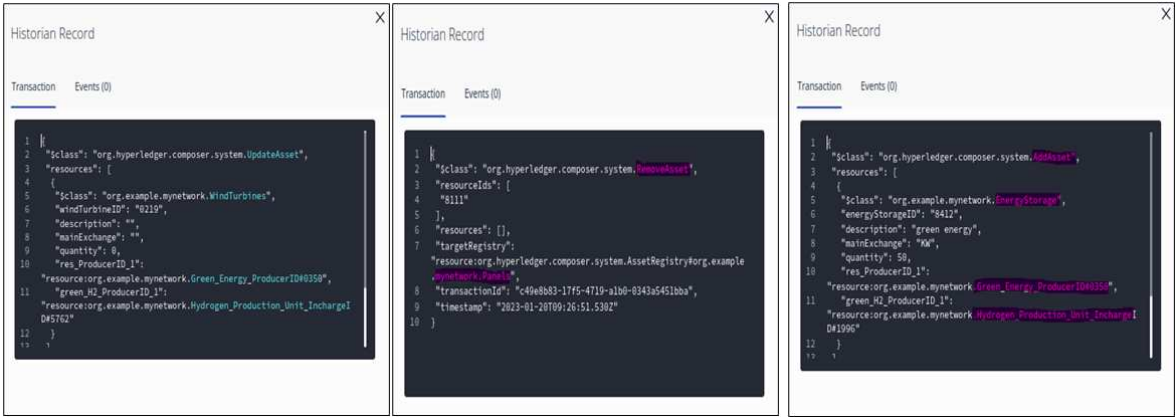 X
Historian Record
Transaction Events (0)
1 {
2 "$class": "org.hyperledger.composer.system.UpdateAsset",
3 "resources": [
4 {
5 "$class": "org.example.mynetwork.WindTurbines",
6 "windTurbineID": "0219",
7 "description": "",
8 "mainExchange": "",
9 "quantity": 0,
10 "res_ProducerID_1":
"resource:org.example.mynetwork.Green_Energy_ProducerID#0350",
11 "green_H2_ProducerID_1":
"resource:org.example.mynetwork.Hydrogen_Production_Unit_InchargeI
D#5762"
12 }
13 ]
X
Historian Record
Transaction Events (0)
1 {
2 "$class": "org.hyperledger.composer.system.RemoveAsset",
3 "resourceIds": [
4 "8111"
5 ],
6 "resources": [],
7 "targetRegistry":
"resource:org.hyperledger.composer.system.AssetRegistry#org.example
.mynetwork.Panels",
8 "transactionId": "c49e8b83-17f5-4719-a1b0-0343a5451bba",
9 "timestamp": "2023-01-20T09:26:51.530Z"
10 }
X
Historian Record
Transaction Events (0)
1 {
2 "$class": "org.hyperledger.composer.system.AddAsset",
3 "resources": [
4 {
5 "$class": "org.example.mynetwork.EnergyStorage",
6 "energyStorageID": "8412",
7 "description": "green energy",
8 "mainExchange": "KW",
9 "quantity": 50,
10 "res_ProducerID_1":
"resource:org.example.mynetwork.Green_Energy_ProducerID#0350",
11 "green_H2_ProducerID_1":
"resource:org.example.mynetwork.Hydrogen_Production_Unit_InchargeI
D#1996"
12 }
13 ]